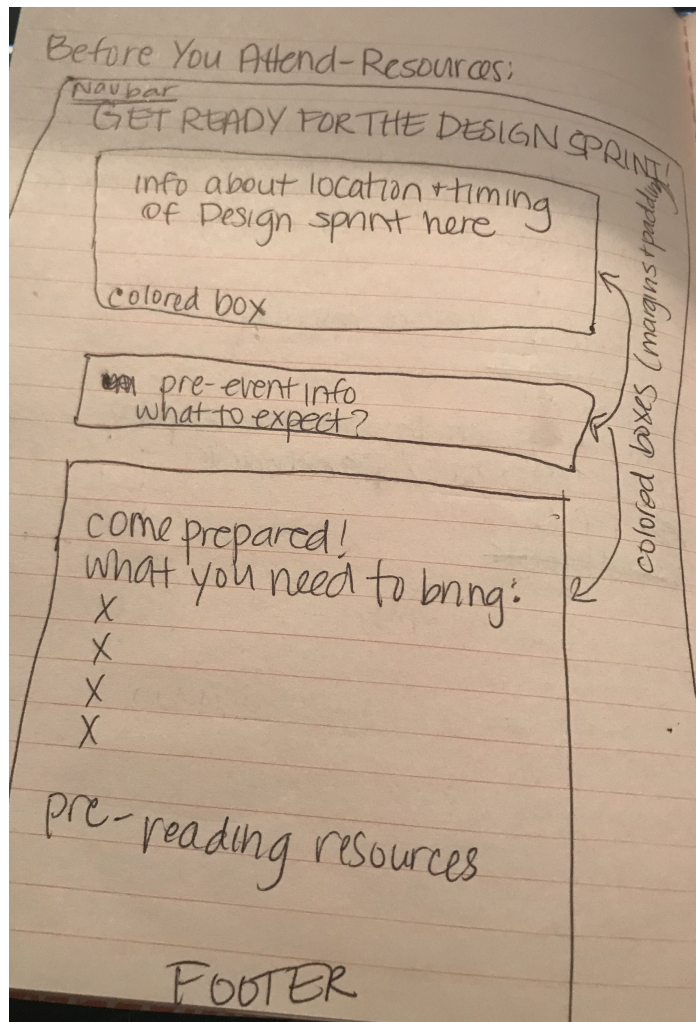 Before You Attend-Resources:
Navbar
GET READY FOR THE DESIGN SPRINT!
info about location + timing
of Design sprint here
colored box
pre-event info
what to expect?
colored boxes (margins + padding)
come prepared!
what you need to bring:
X
X
X
X
pre-reading resources
FOOTER